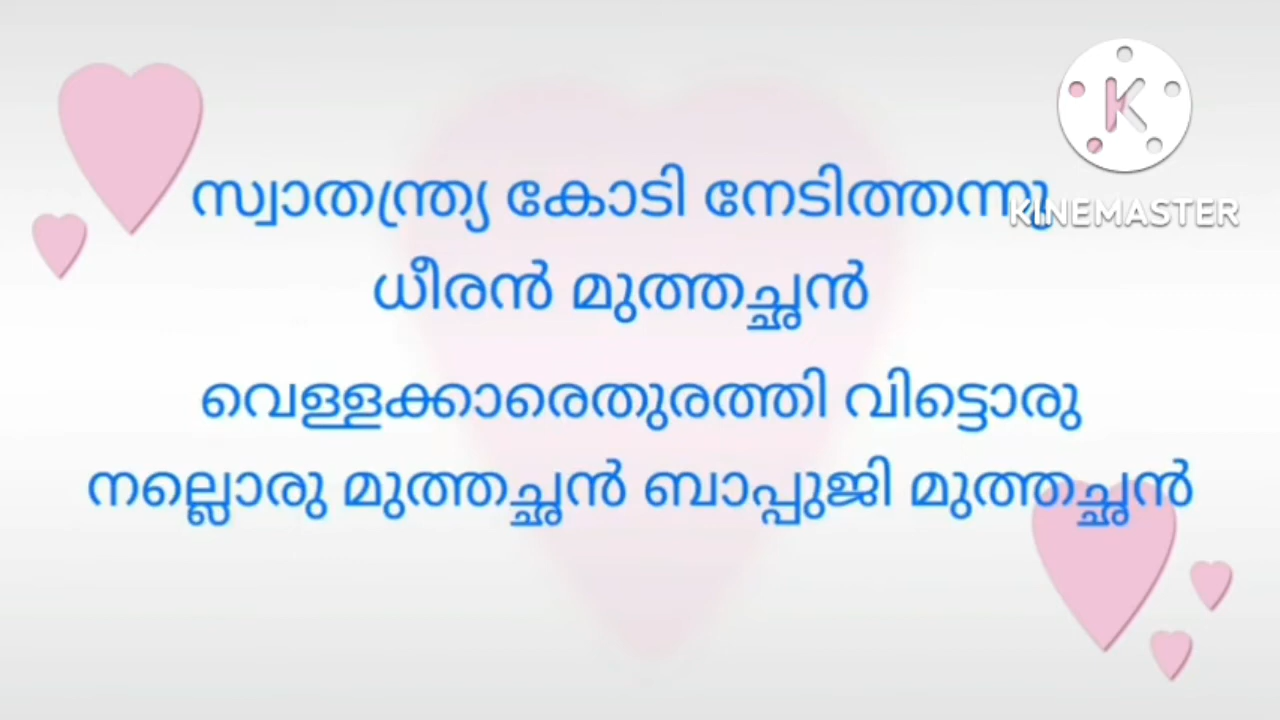 സ്വാതന്ത്ര്യ കോടി നേടിത്തന്നു
KINEMASTER
ധീരൻ മുത്തച്ഛൻ
വെള്ളക്കാരെതുരത്തി വിട്ടൊരു
നല്ലൊരു മുത്തച്ഛൻ ബാപ്പുജി മുത്തച്ഛൻ